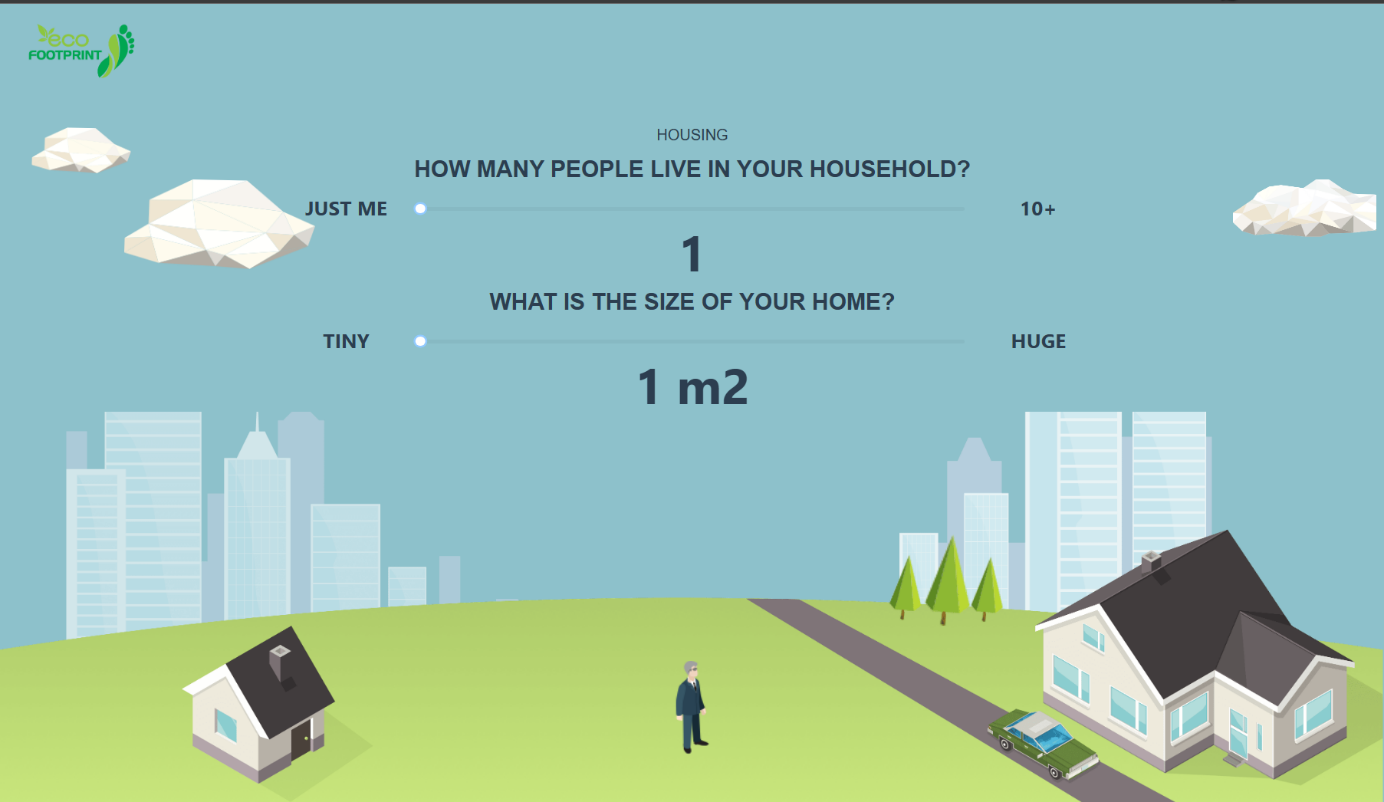 eco
FOOTPRINT
HOUSING
HOW MANY PEOPLE LIVE IN YOUR HOUSEHOLD?
JUST ME
10+
1
WHAT IS THE SIZE OF YOUR HOME?
TINY
HUGE
1 m2